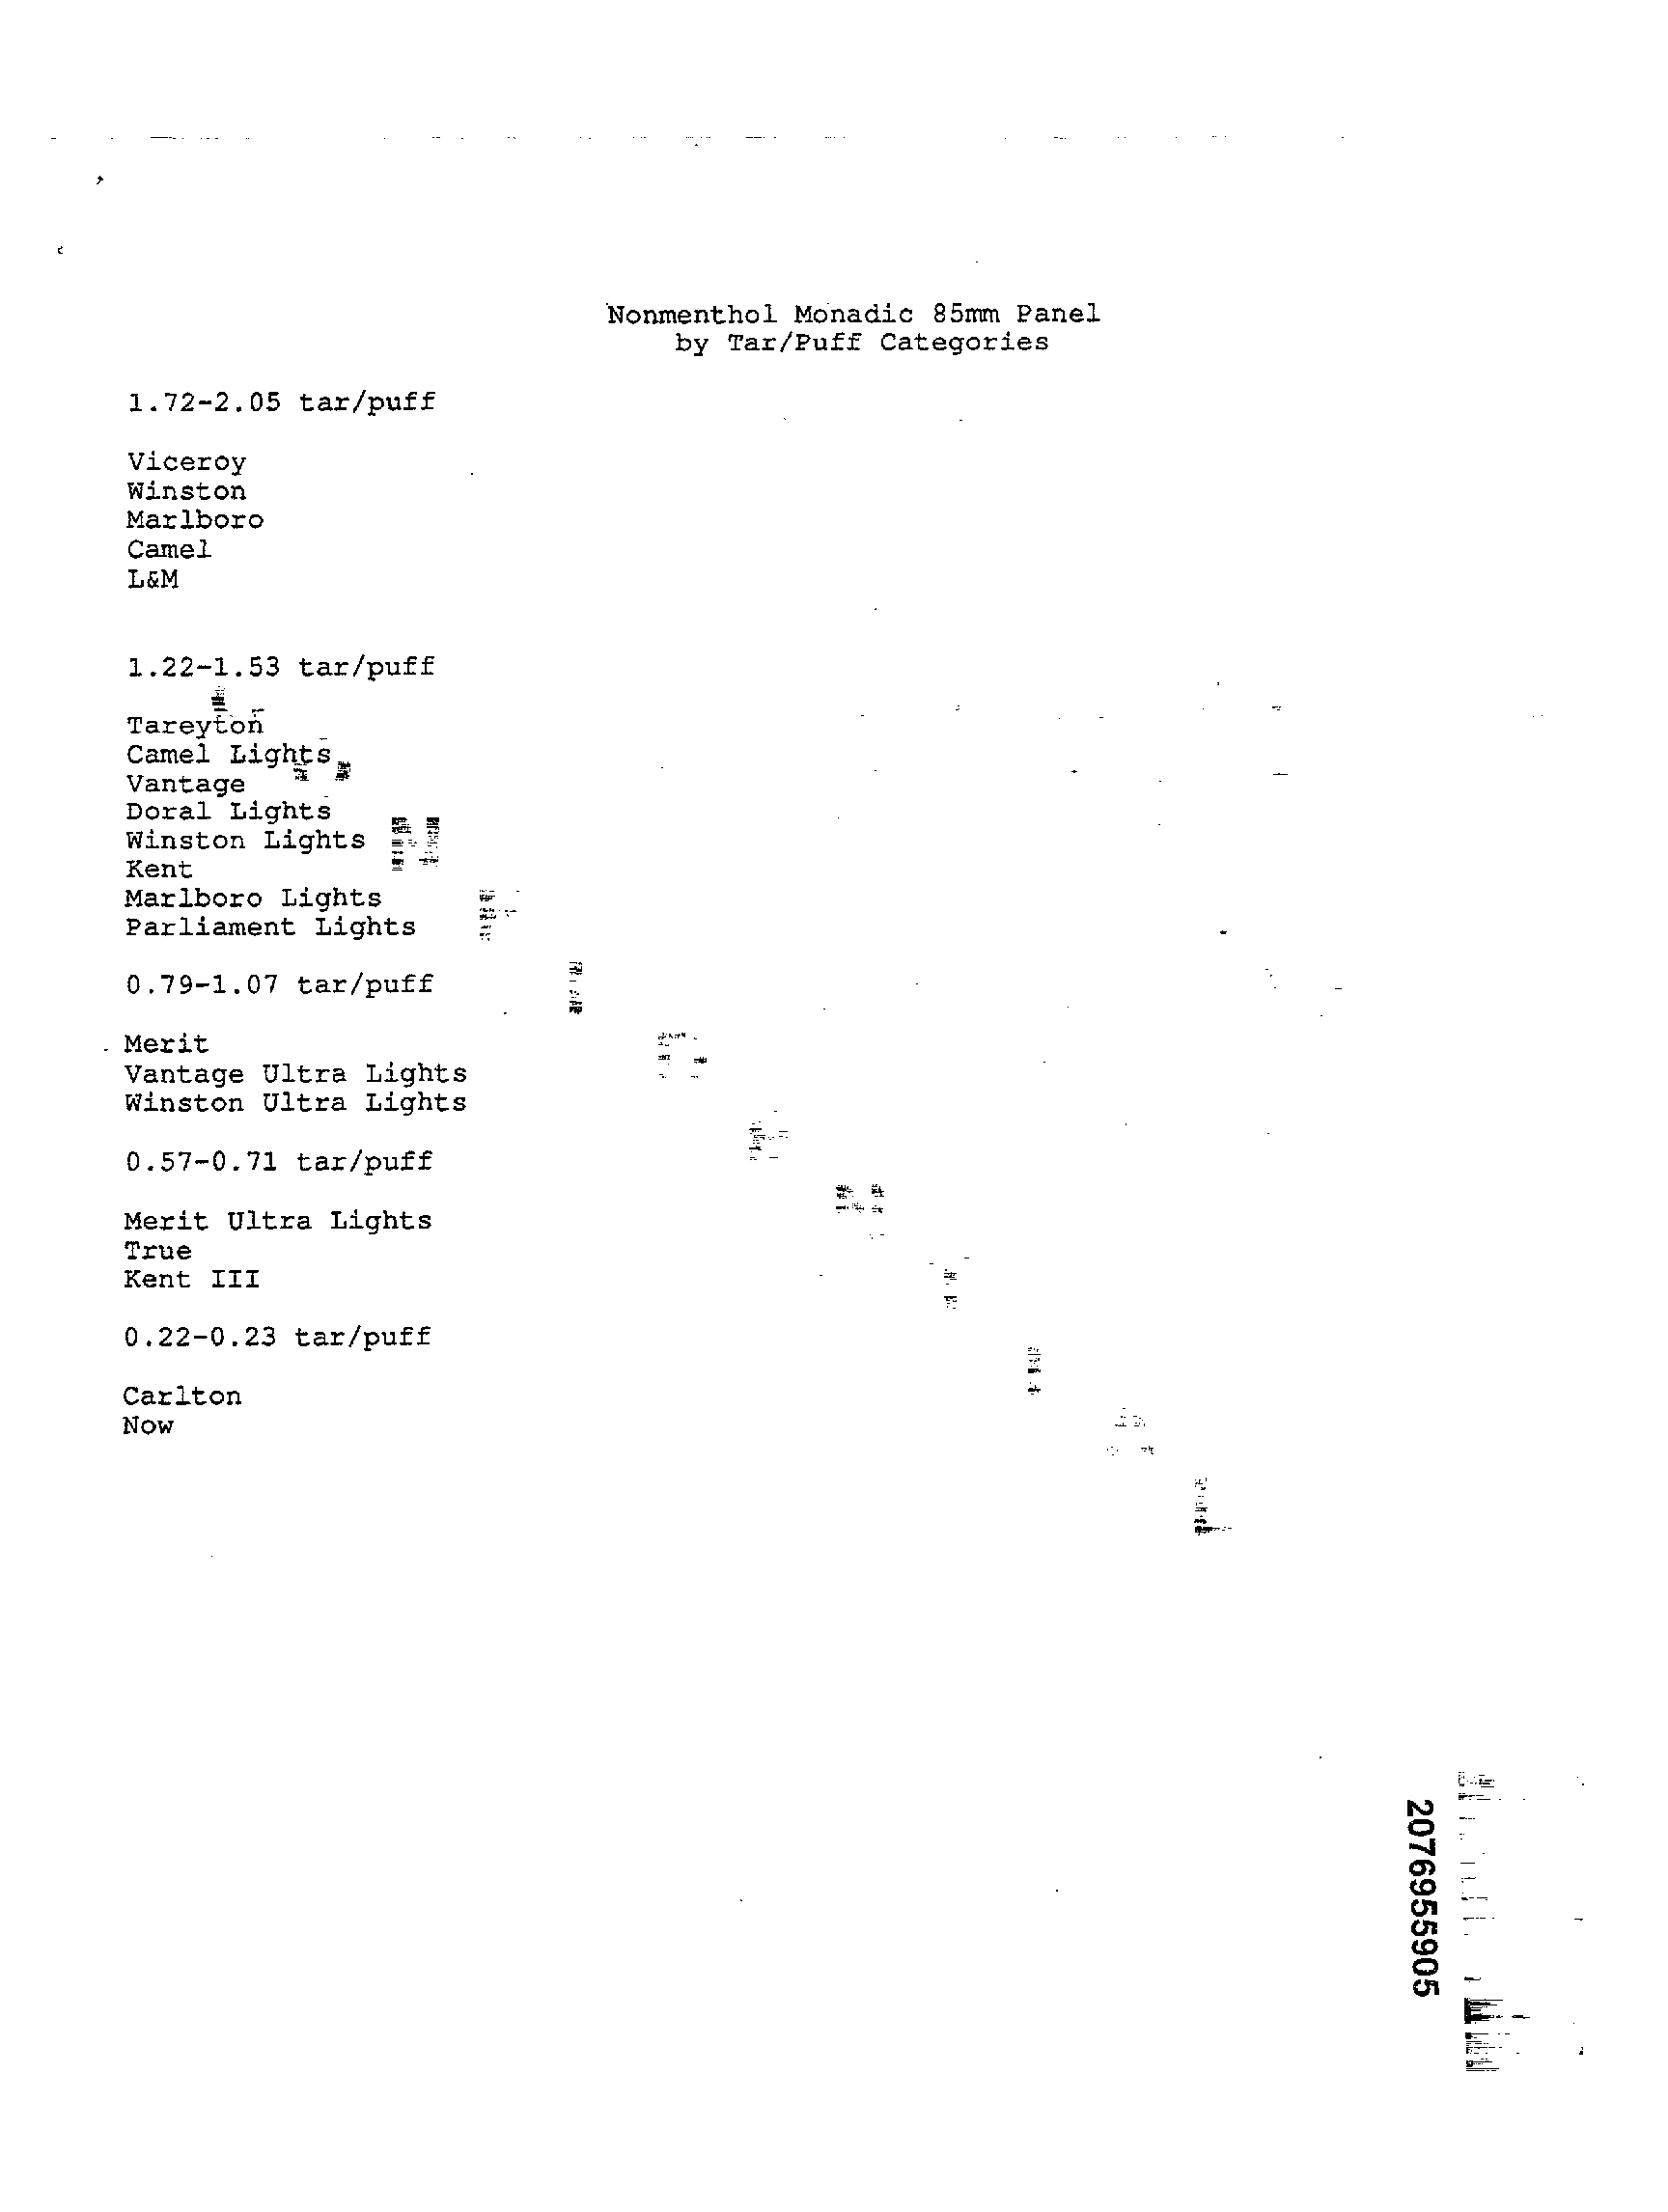 Nonmenthol Monadic 85mm Panel
by Tar/Puff Categories
1.72-2.05 tar/puff
Viceroy
Winston
Marlboro
Camel
L&M
1.22-1.53 tar/puff
Tareyton
Camel Lights
Vantage
Doral Lights
Winston Lights
Kent
Marlboro Lights
Parliament Lights
0.79-1.07 tar/puff
Merit
Vantage Ultra Lights
Winston Ultra Lights
0.57-0.71 tar/puff
Merit Ultra Lights
True
Kent III
0.22-0.23 tar/puff
Carlton
Now
2076955905